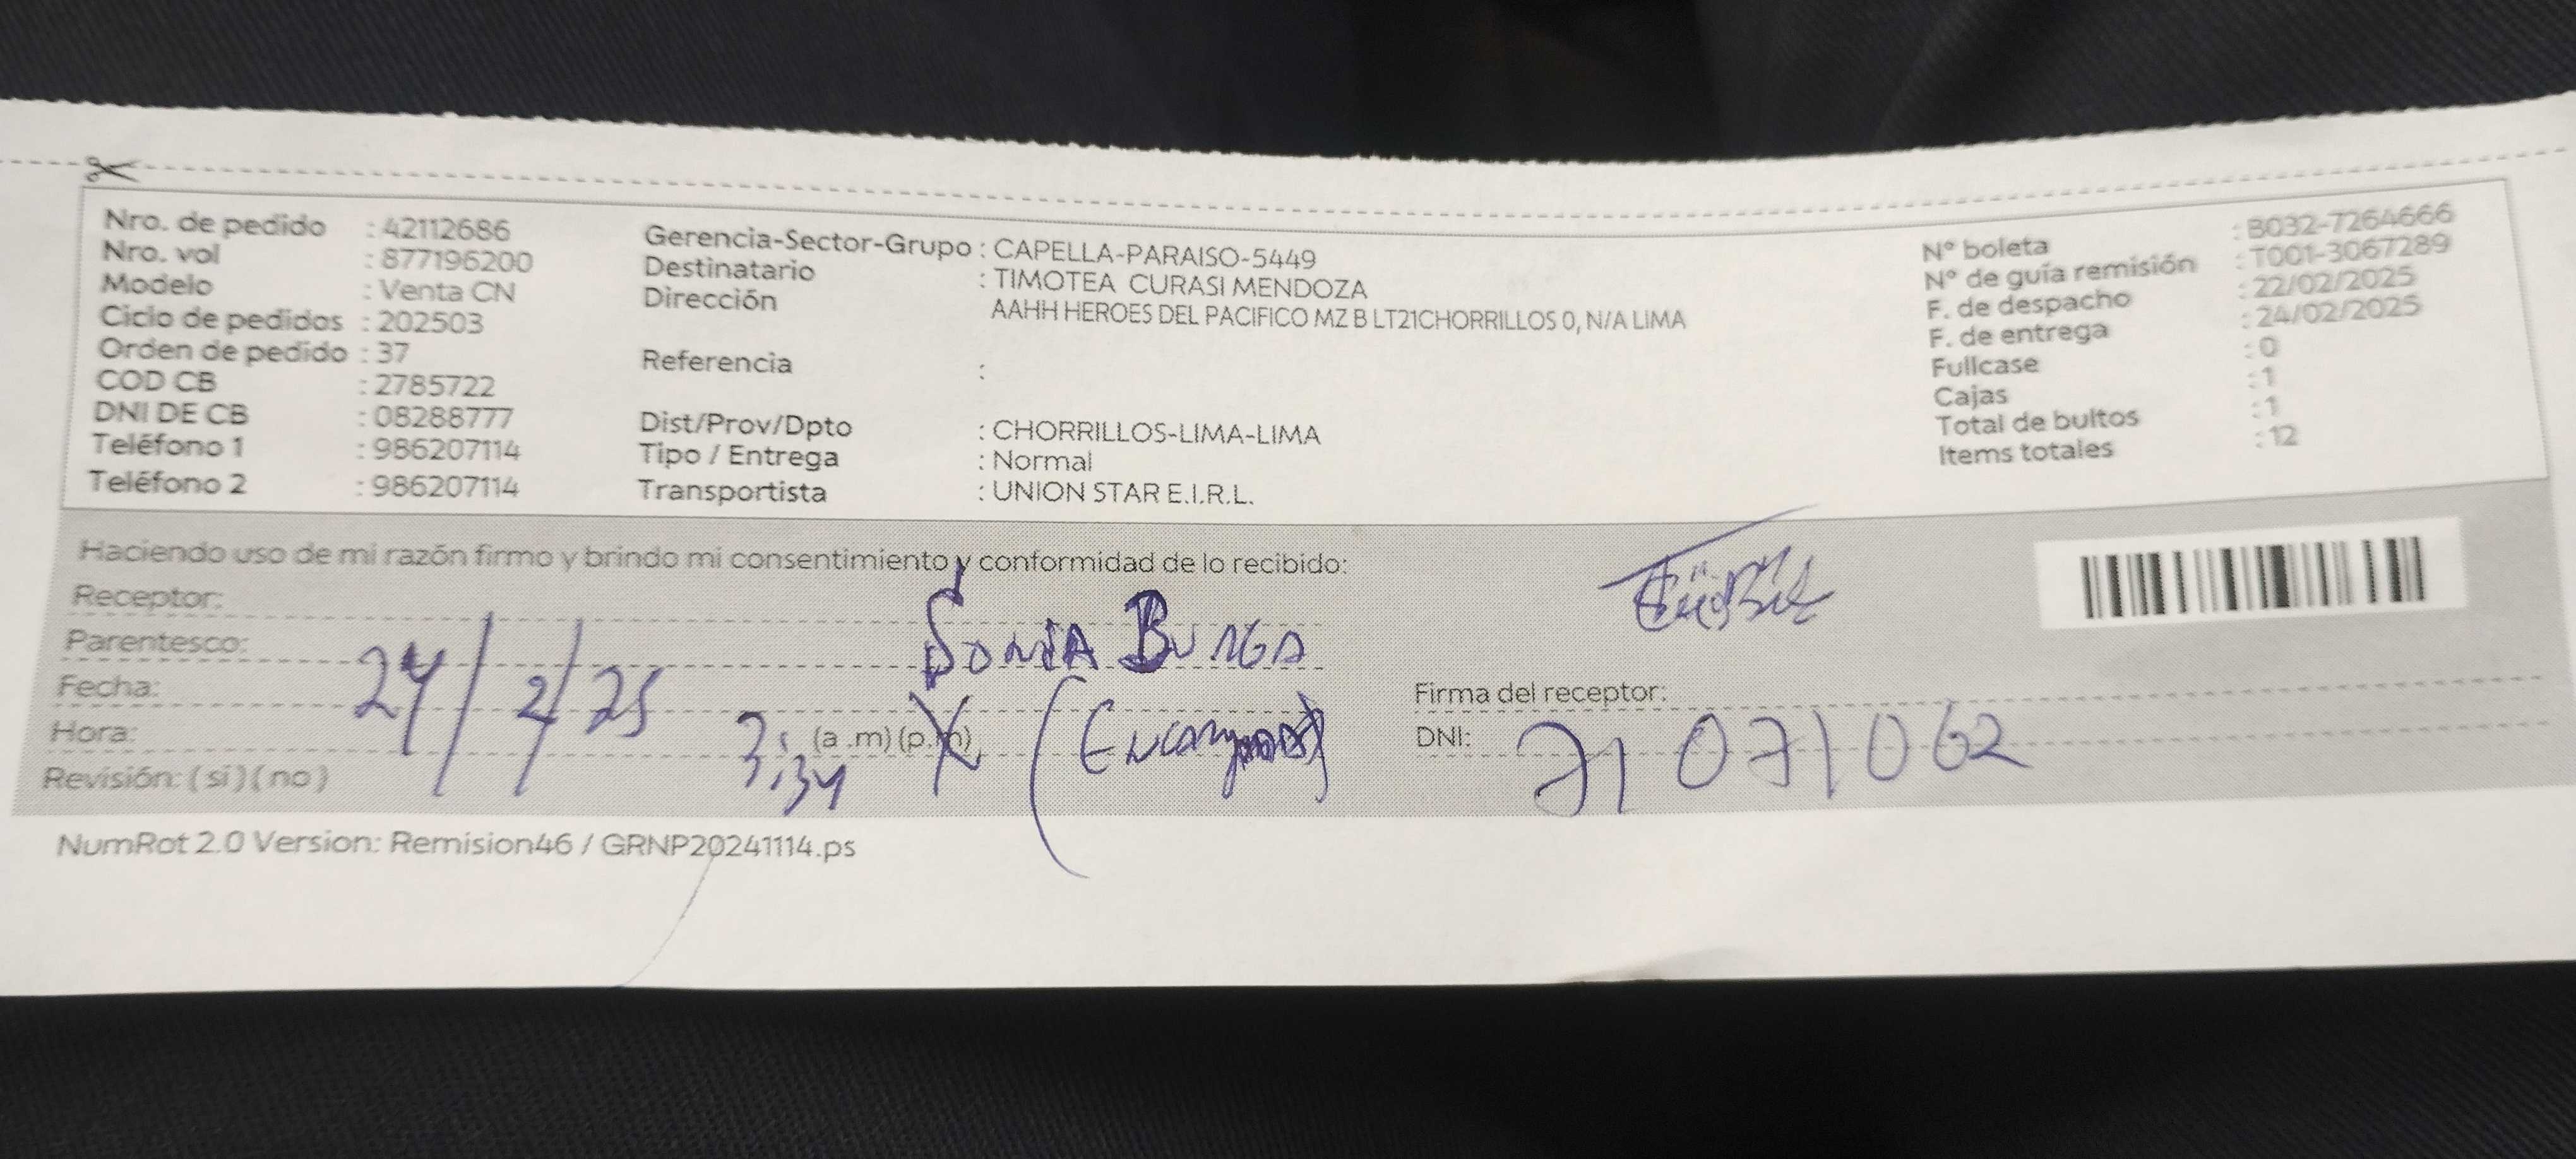 Nro. de pedido : 42112686
Nro. vol : 877196200
Modelo : Venta CN
Ciclo de pedidos : 202503
Orden de pedido : 37
COD CB : 2785722
DNI DE CB : 08288777
Teléfono 1 : 986207114
Teléfono 2 : 986207114
Gerencia-Sector-Grupo : CAPELLA-PARAISO-5449
Destinatario : TIMOTEA CURASI MENDOZA
Dirección AAHH HEROES DEL PACIFICO MZ B LT21CHORRILLOS 0, N/A LIMA
Referencia :
Dist/Prov/Dpto : CHORRILLOS-LIMA-LIMA
Tipo / Entrega : Normal
Transportista : UNION STAR E.I.R.L.
N° boleta : B032-7264666
N° de guía remisión : T001-3067289
F. de despacho : 22/02/2025
F. de entrega : 24/02/2025
Fullcase : 0
Cajas : 1
Total de bultos : 1
Items totales : 12
Haciendo uso de mi razón firmo y brindo mi consentimiento y conformidad de lo recibido:
Receptor:
Parentesco: Sonia Burga
Fecha: 24/2/25
Hora: 3:34 (a .m) (p.m)
Revisión: ( si ) ( no )
Firma del receptor:
DNI: 21071062
NumRot 2.0 Version: Remision46 / GRNP20241114.ps